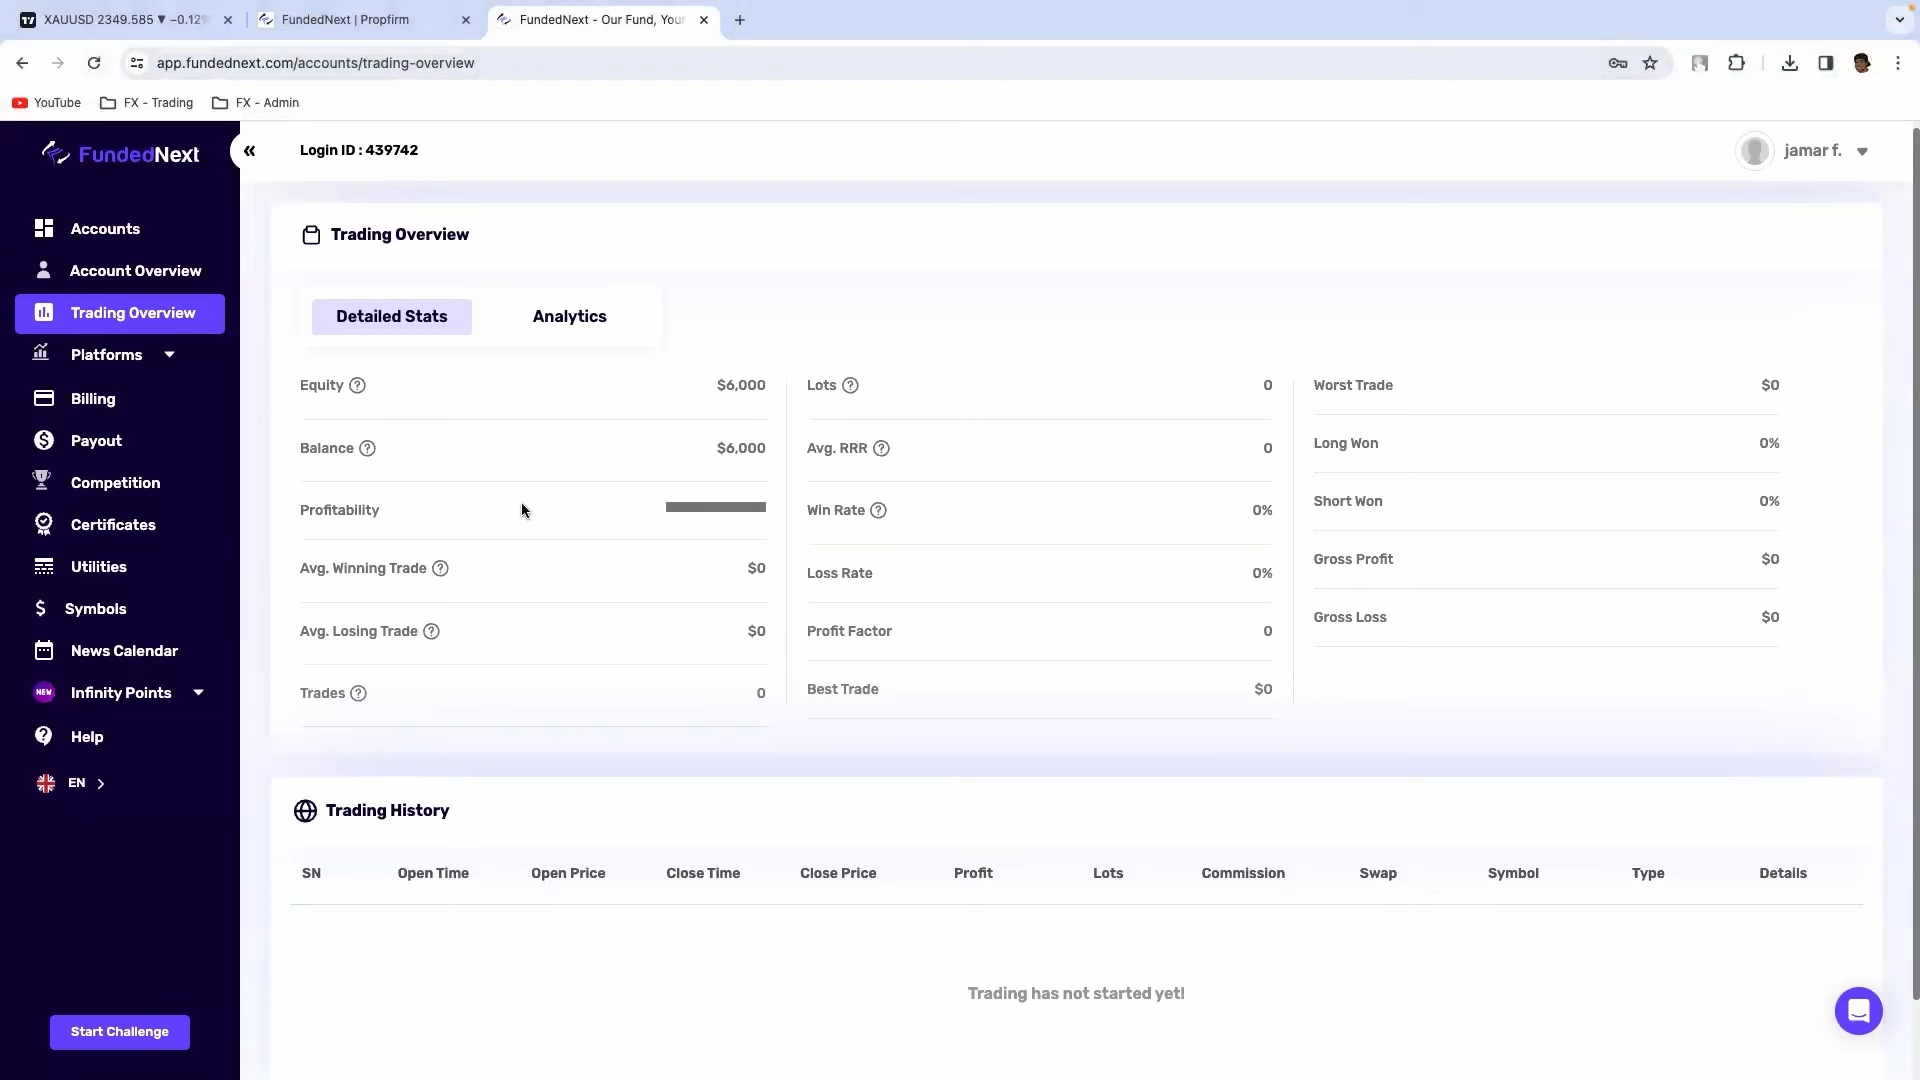 XAUUSD 2349.585 ▼ −0.12%
FundedNext | Propfirm
FundedNext - Our Fund, Your
app.fundednext.com/accounts/trading-overview
YouTube
FX - Trading
FX - Admin
FundedNext
«
Login ID : 439742
jamar f.
Accounts
Account Overview
Trading Overview
Platforms
Billing
Payout
Competition
Certificates
Utilities
$ Symbols
News Calendar
NEW
Infinity Points
Help
EN
Start Challenge
Trading Overview
Detailed Stats
Analytics
Equity ? $6,000
Balance ? $6,000
Profitability
Avg. Winning Trade ? $0
Avg. Losing Trade ? $0
Trades ? 0
Lots ? 0
Avg. RRR ? 0
Win Rate ? 0%
Loss Rate 0%
Profit Factor 0
Best Trade $0
Worst Trade $0
Long Won 0%
Short Won 0%
Gross Profit $0
Gross Loss $0
Trading History
SN Open Time Open Price Close Time Close Price Profit Lots Commission Swap Symbol Type Details
Trading has not started yet!